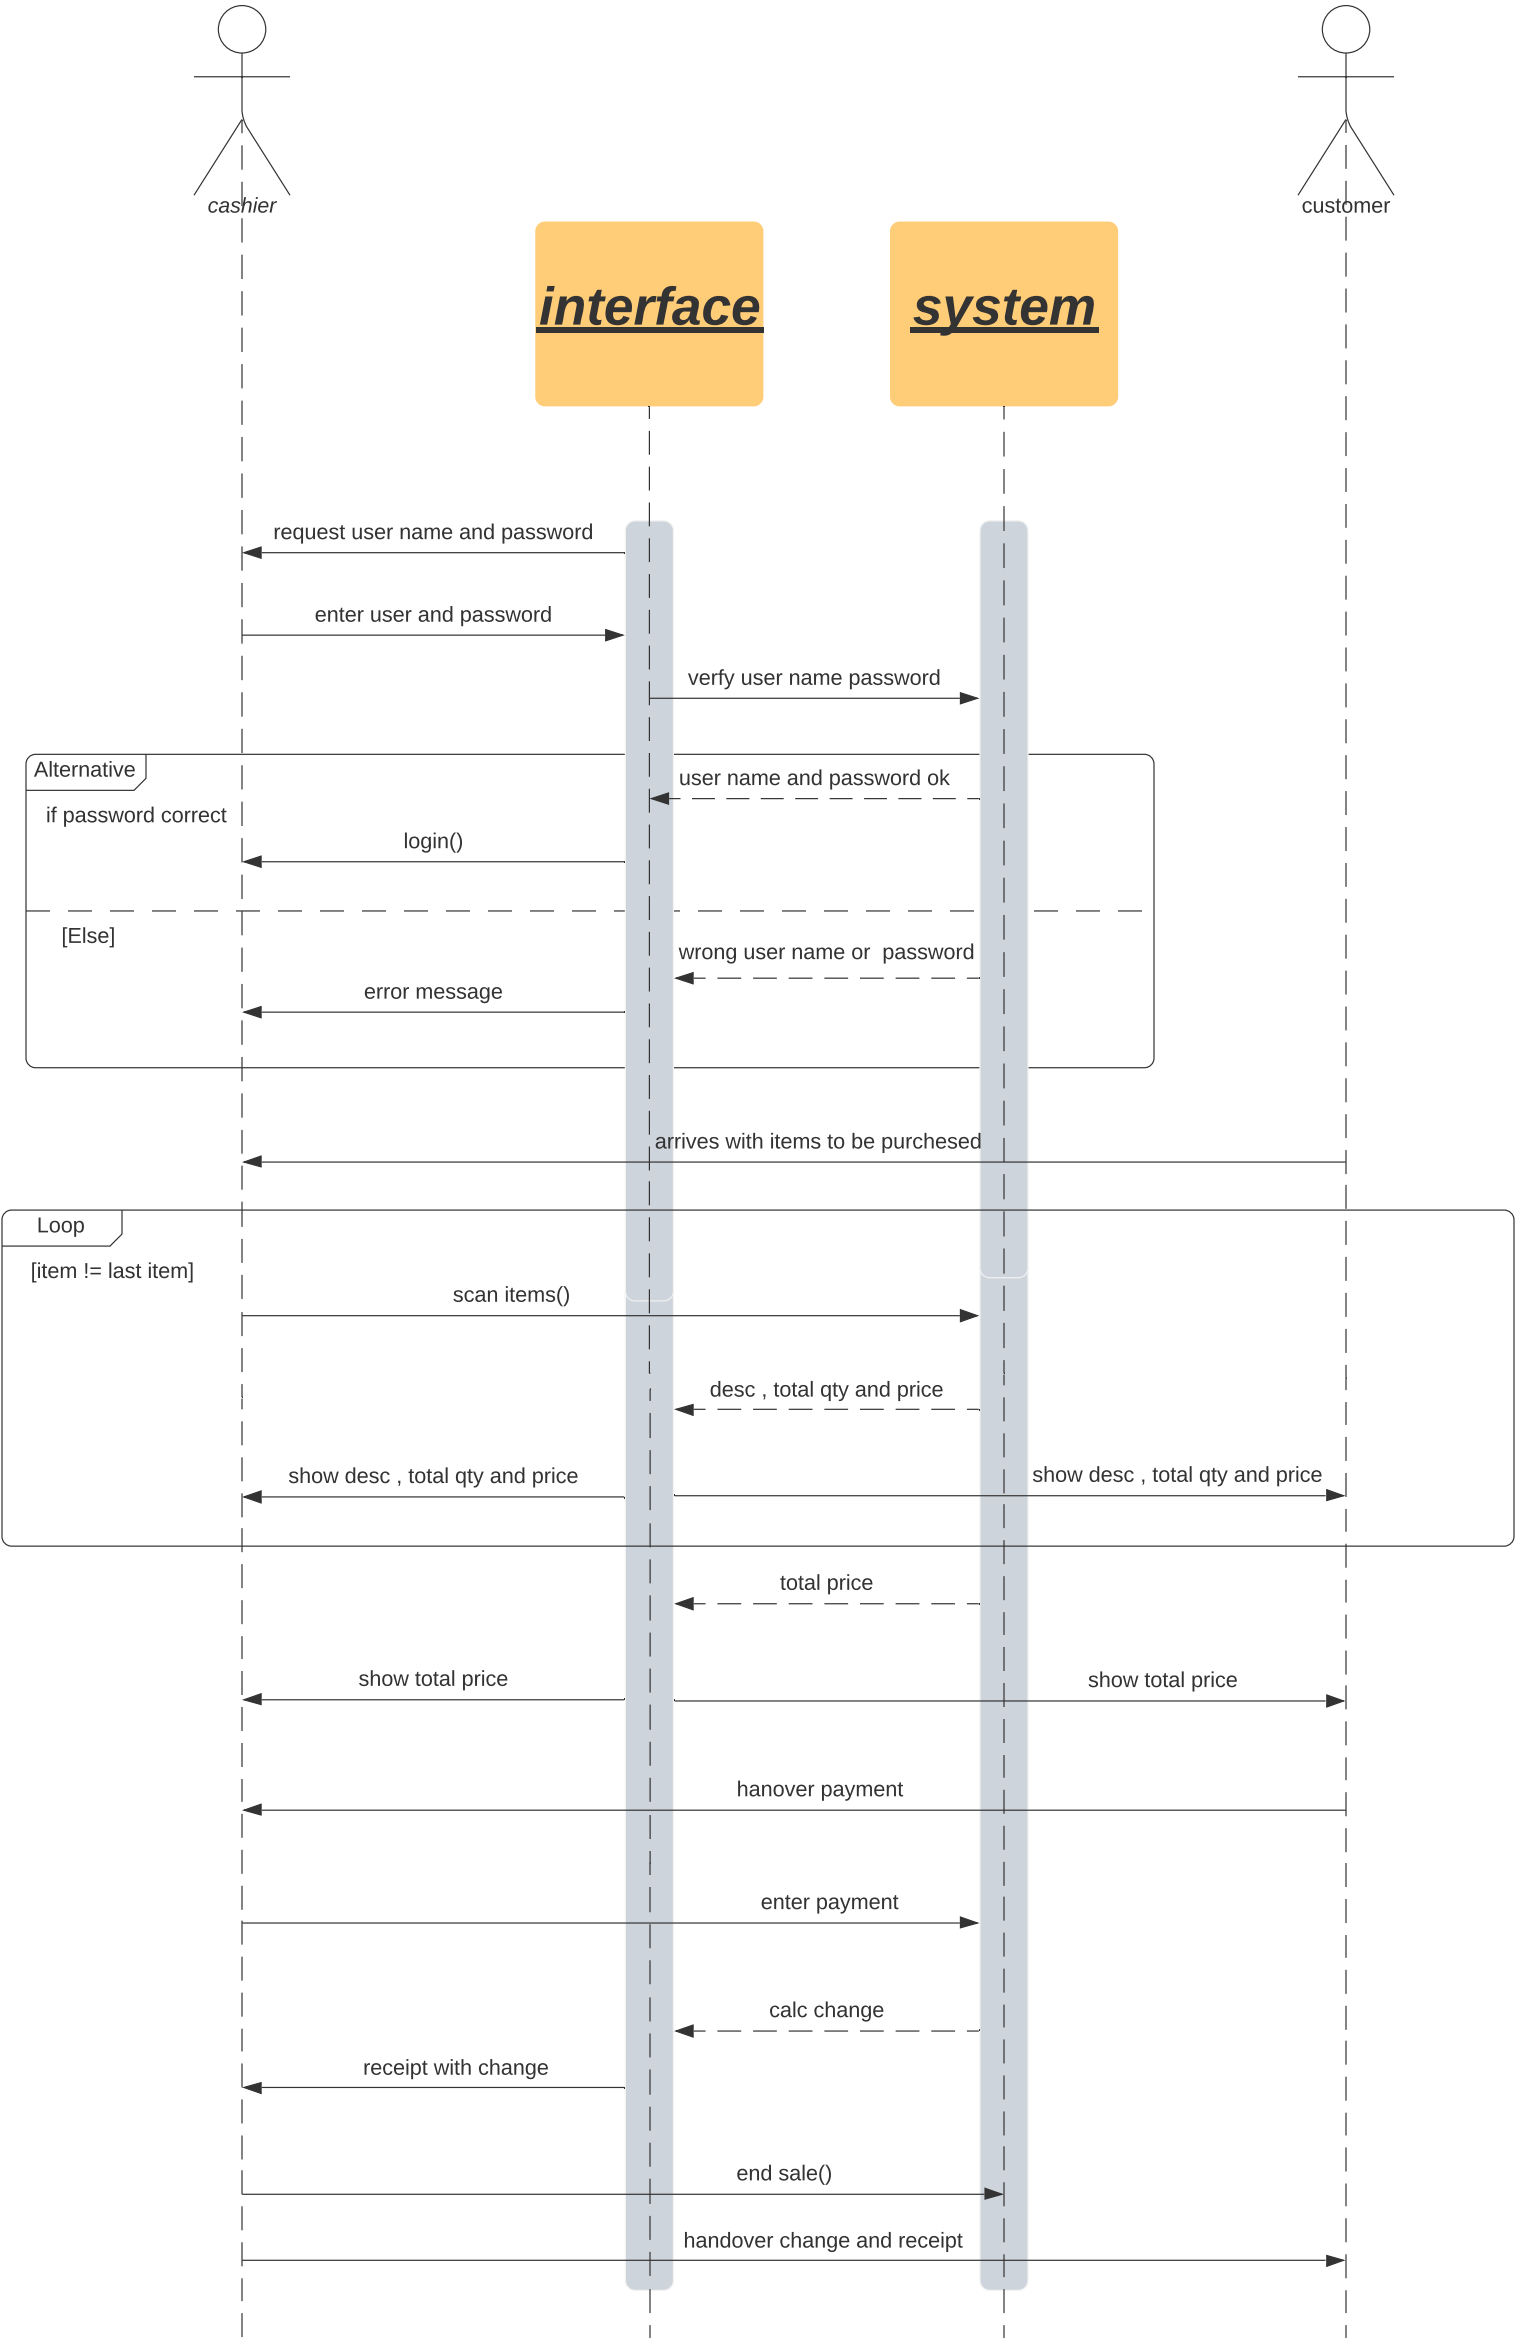 cashier
customer
interface
system
request user name and password
enter user and password
verfy user name password
Alternative
user name and password ok
if password correct
login()
[Else]
wrong user name or  password
error message
arrives with items to be purchesed
Loop
[item != last item]
scan items()
desc , total qty and price
show desc , total qty and price
show desc , total qty and price
total price
show total price
show total price
hanover payment
enter payment
calc change
receipt with change
end sale()
handover change and receipt